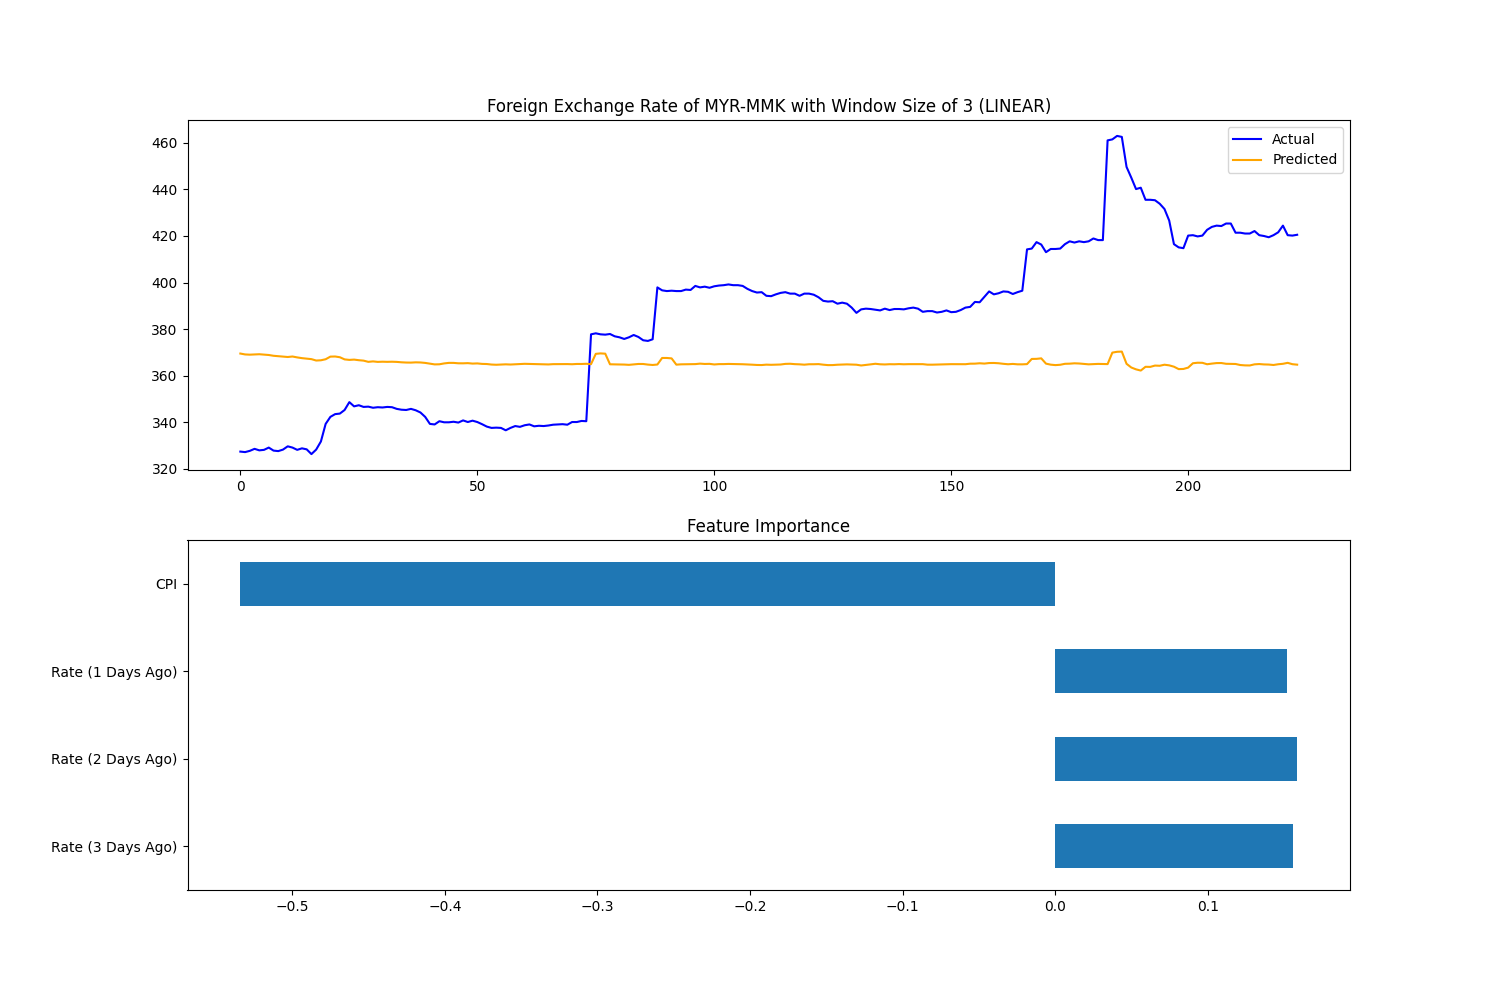 Foreign Exchange Rate of MYR-MMK with Window Size of 3 (LINEAR)
460
440
420
400
380
360
340
320
Actual
Predicted
0 50 100 150 200
Feature Importance
CPI
Rate (1 Days Ago)
Rate (2 Days Ago)
Rate (3 Days Ago)
−0.5 −0.4 −0.3 −0.2 −0.1 0.0 0.1